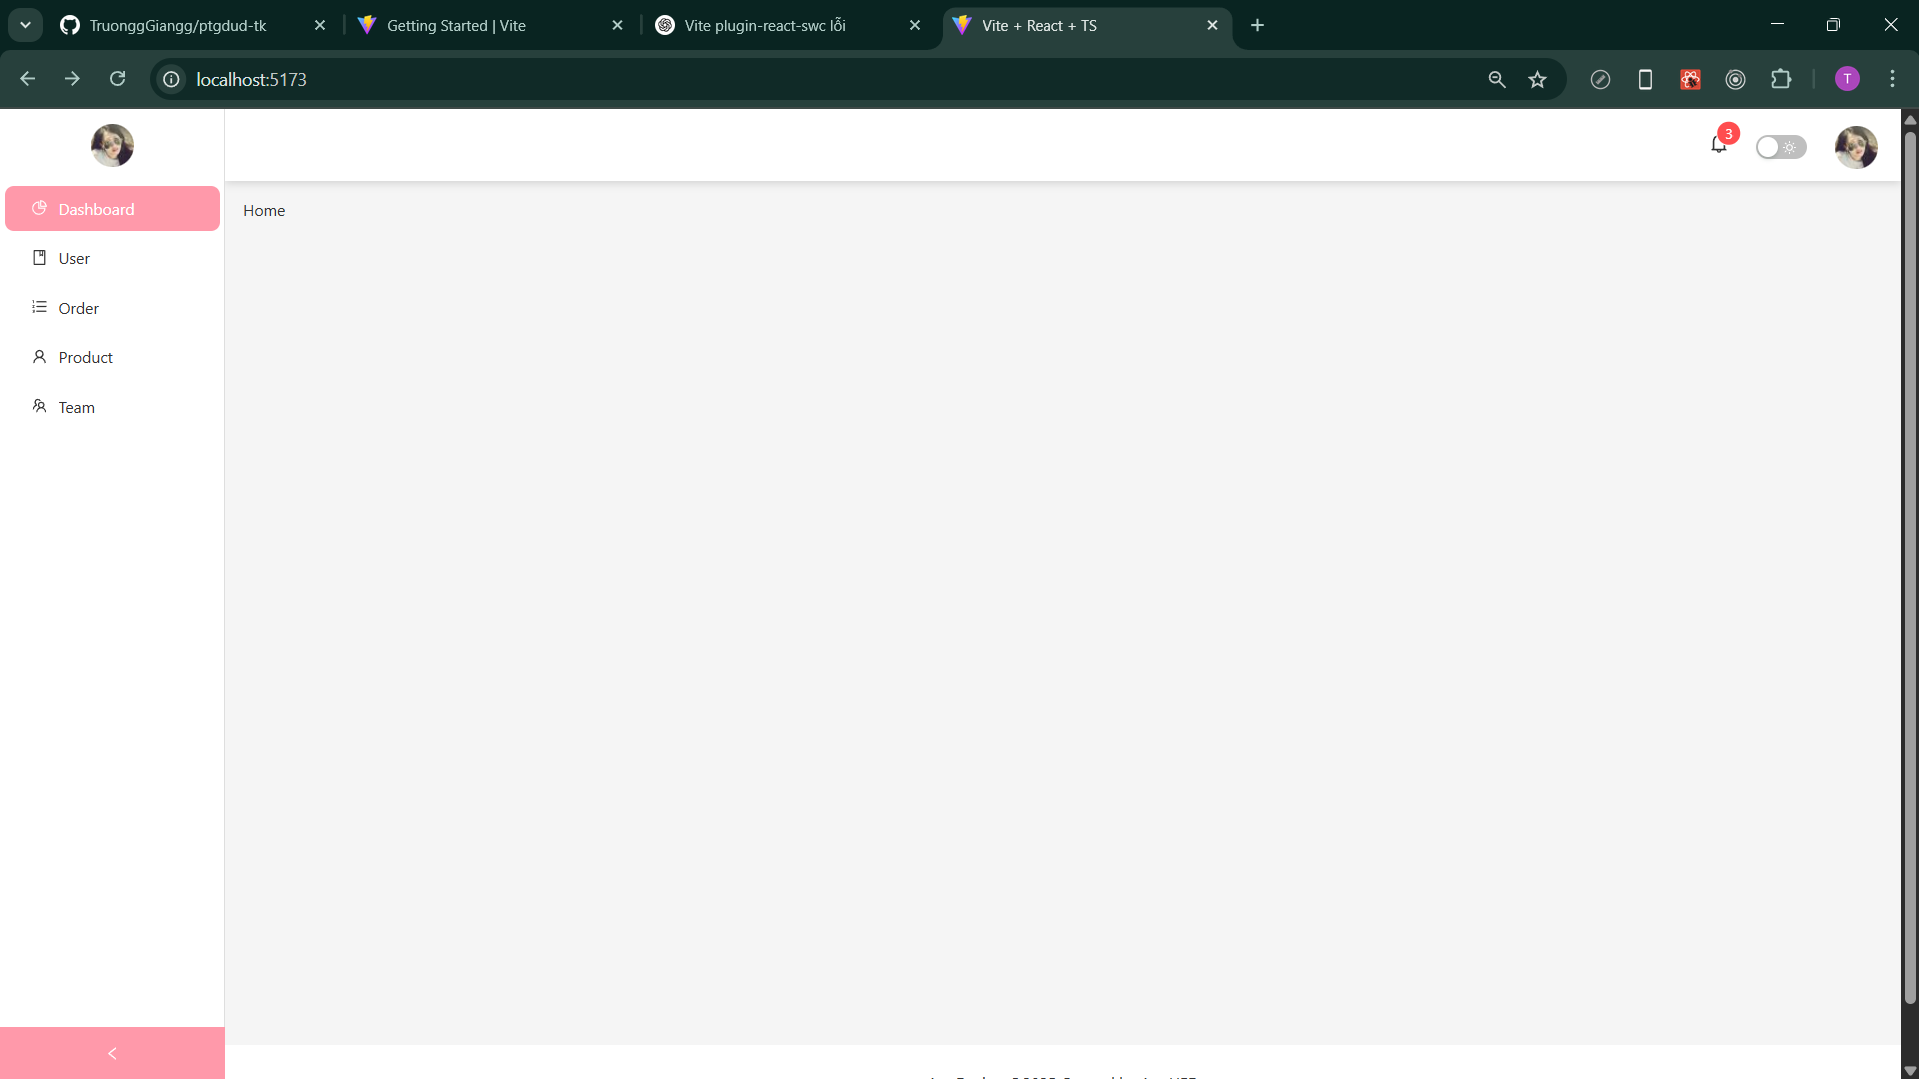 TruonggGiangg/ptgdud-tk
Getting Started | Vite
Vite plugin-react-swc lỗi
Vite + React + TS
localhost:5173
T
3
Dashboard
Home
User
Order
Product
Team